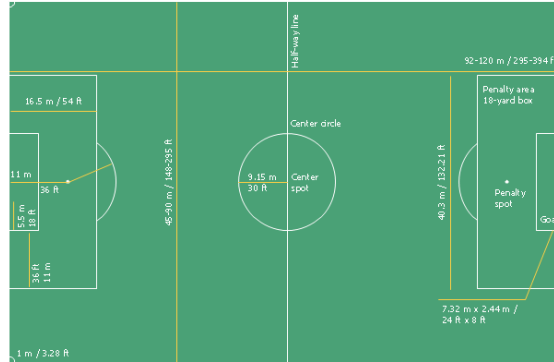 Half-way line
92-120 m / 295-394 f
16.5 m / 54 ft
Penalty area
18-yard box
Center circle
45-90 m / 148-295 ft
40.3 m / 132.21 ft
11 m
36 ft
9.15 m
30 ft
Center
spot
Penalty
spot
5.5 m
18 ft
Goa
36 ft
11 m
7.32 m x 2.44 m /
24 ft x 8 ft
1 m / 3.28 ft